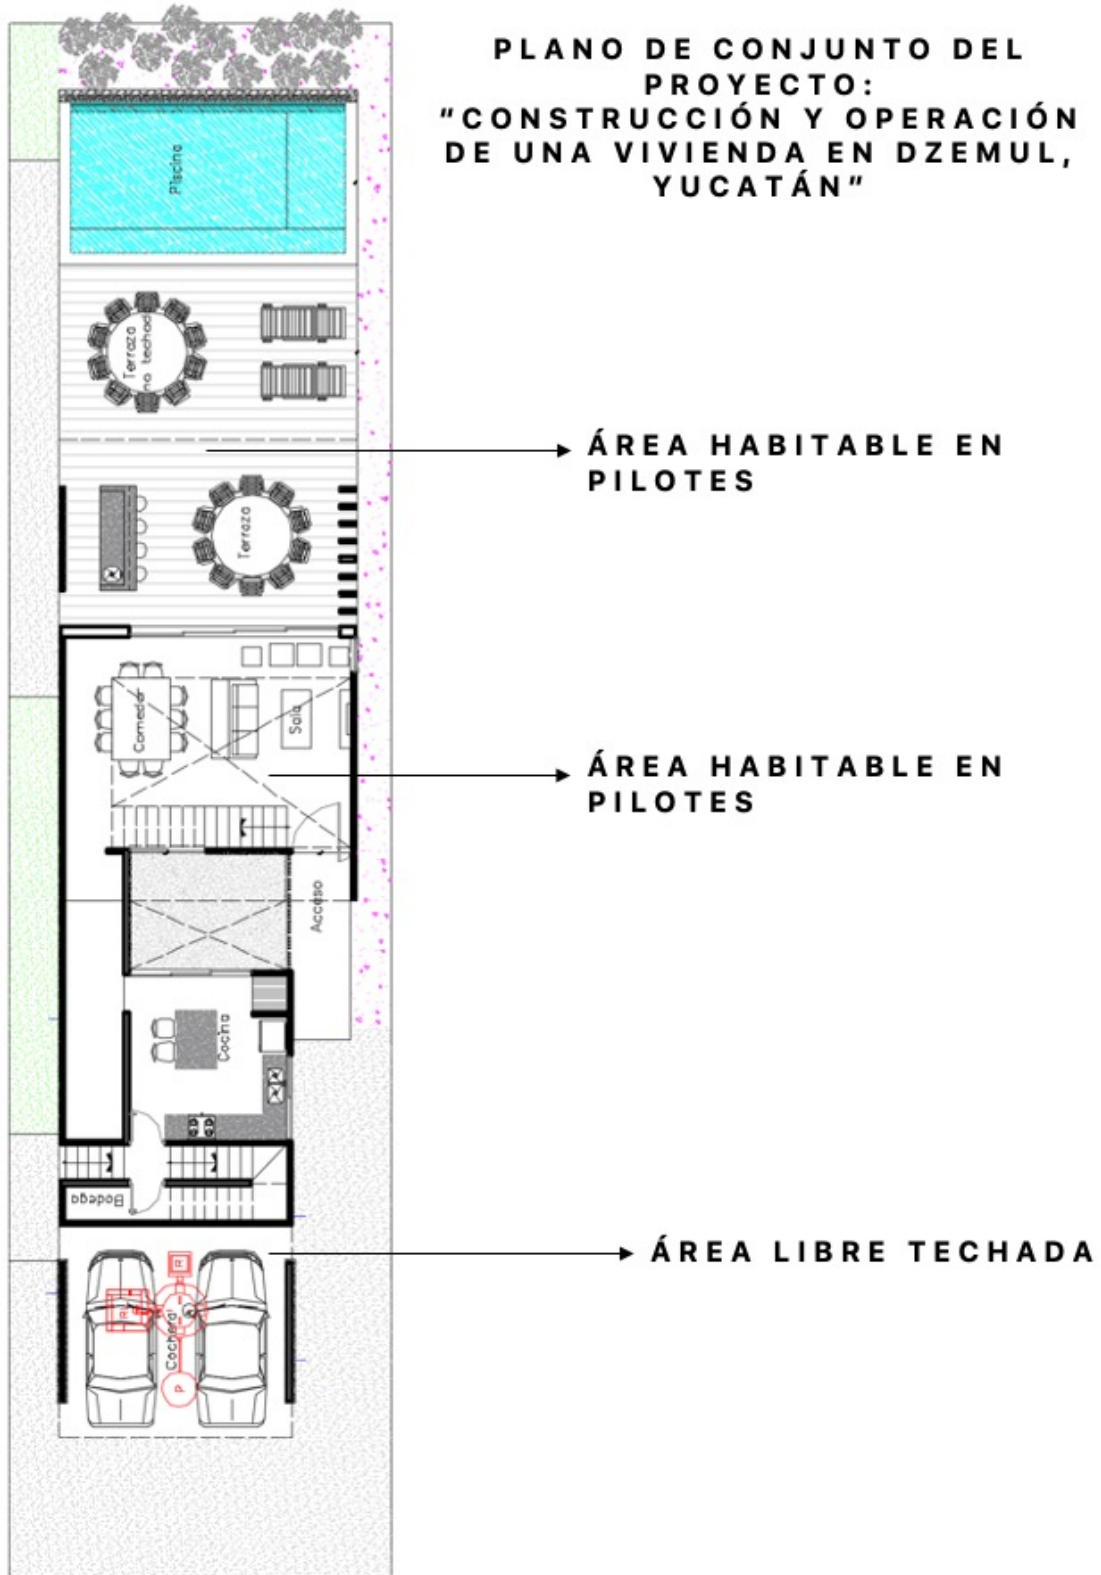 PLANO DE CONJUNTO DEL
PROYECTO:
"CONSTRUCCIÓN Y OPERACIÓN
DE UNA VIVIENDA EN DZEMUL,
YUCATÁN"
Piscina
Terraza
no techad
ÁREA HABITABLE EN
PILOTES
Terraza
Comedor
Sala
ÁREA HABITABLE EN
PILOTES
Acceso
Cocina
Bodega
ÁREA LIBRE TECHADA
R
Cochera
P